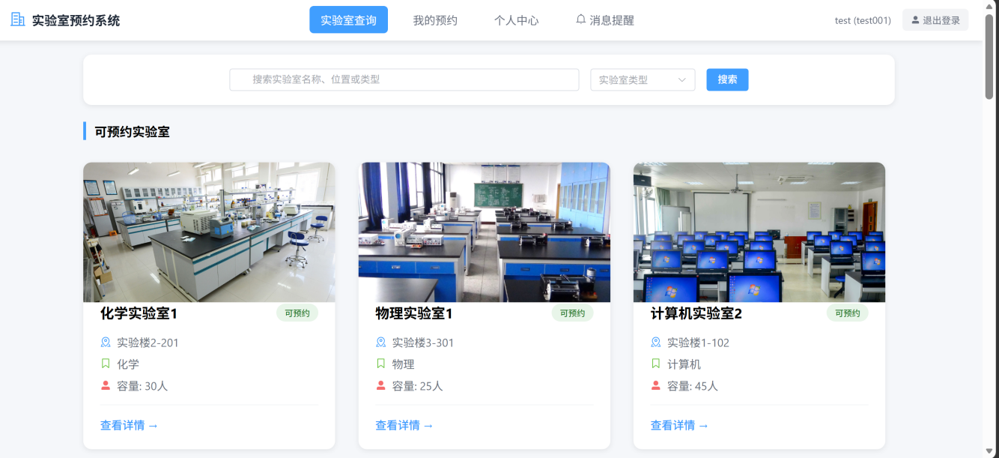 实验室预约系统
实验室查询
我的预约
个人中心
消息提醒
test (test001)
退出登录
搜索实验室名称、位置或类型
实验室类型
搜索
可预约实验室
化学实验室1
可预约
实验楼2-201
化学
容量: 30人
查看详情 →
物理实验室1
可预约
实验楼3-301
物理
容量: 25人
查看详情 →
计算机实验室2
可预约
实验楼1-102
计算机
容量: 45人
查看详情 →